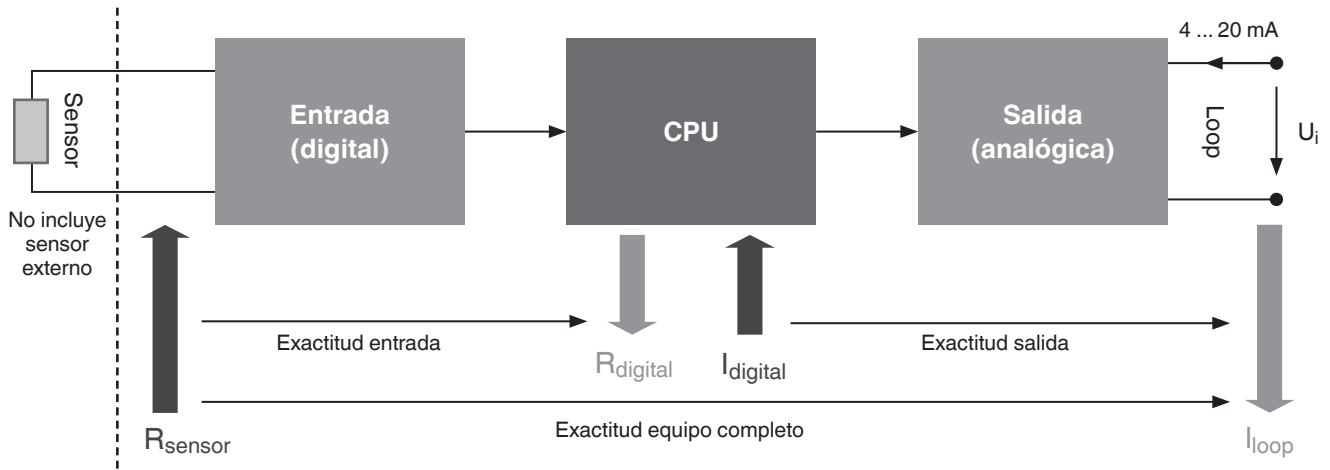 4 ... 20 mA
Sensor
Entrada
(digital)
CPU
Salida
(analógica)
Loop
Ui
No incluye
sensor
externo
Exactitud entrada
Rdigital
Idigital
Exactitud salida
Rsensor
Exactitud equipo completo
Iloop